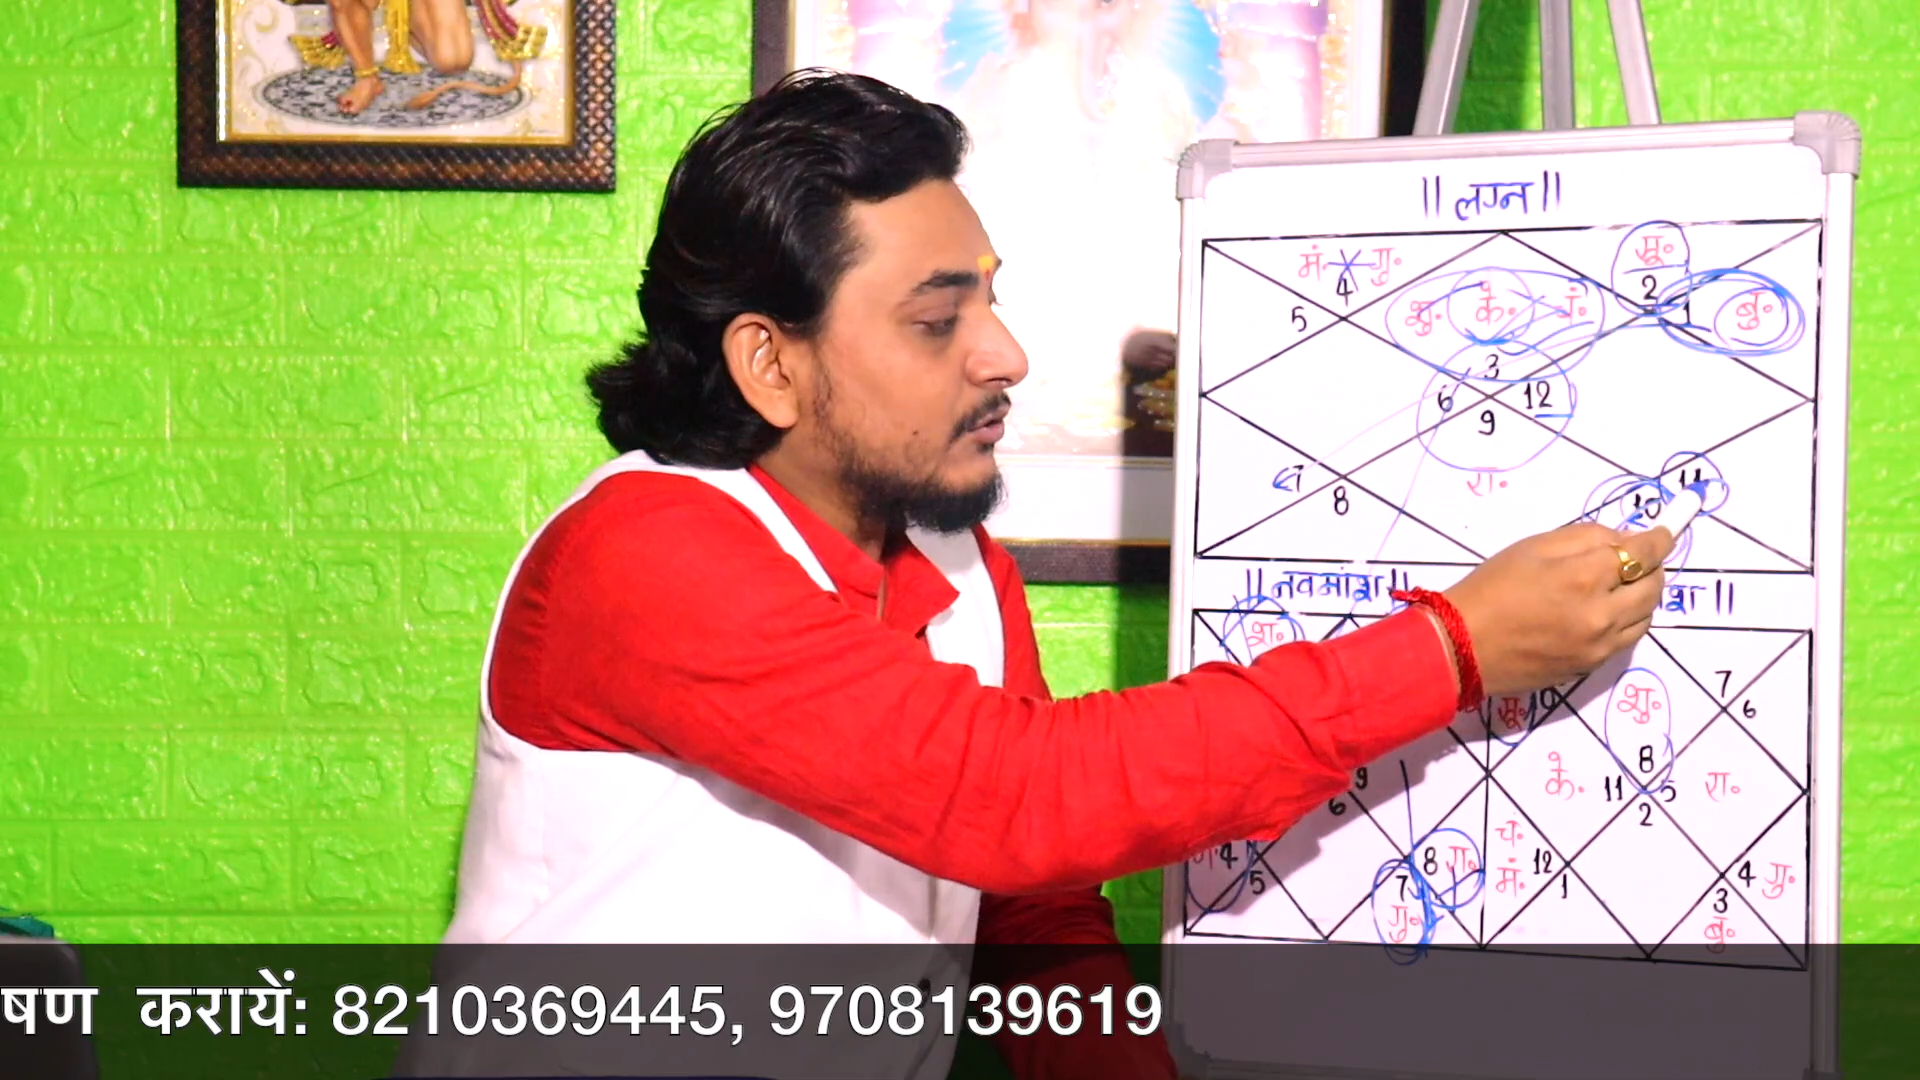 || लग्न ||
मं. गु. सू.
4 2
5 शु. के. चं. 1 बु.
3
6 12
9
7 रा. 11
8 10
|| नवमांश ||
श.
7
सू. शु. 6
9 8
के. 11 5 रा.
6 2
चं.
4 8 रा. मं. 12 4 गु.
5 7 1 3
गु. बु.
षण करायें: 8210369445, 9708139619